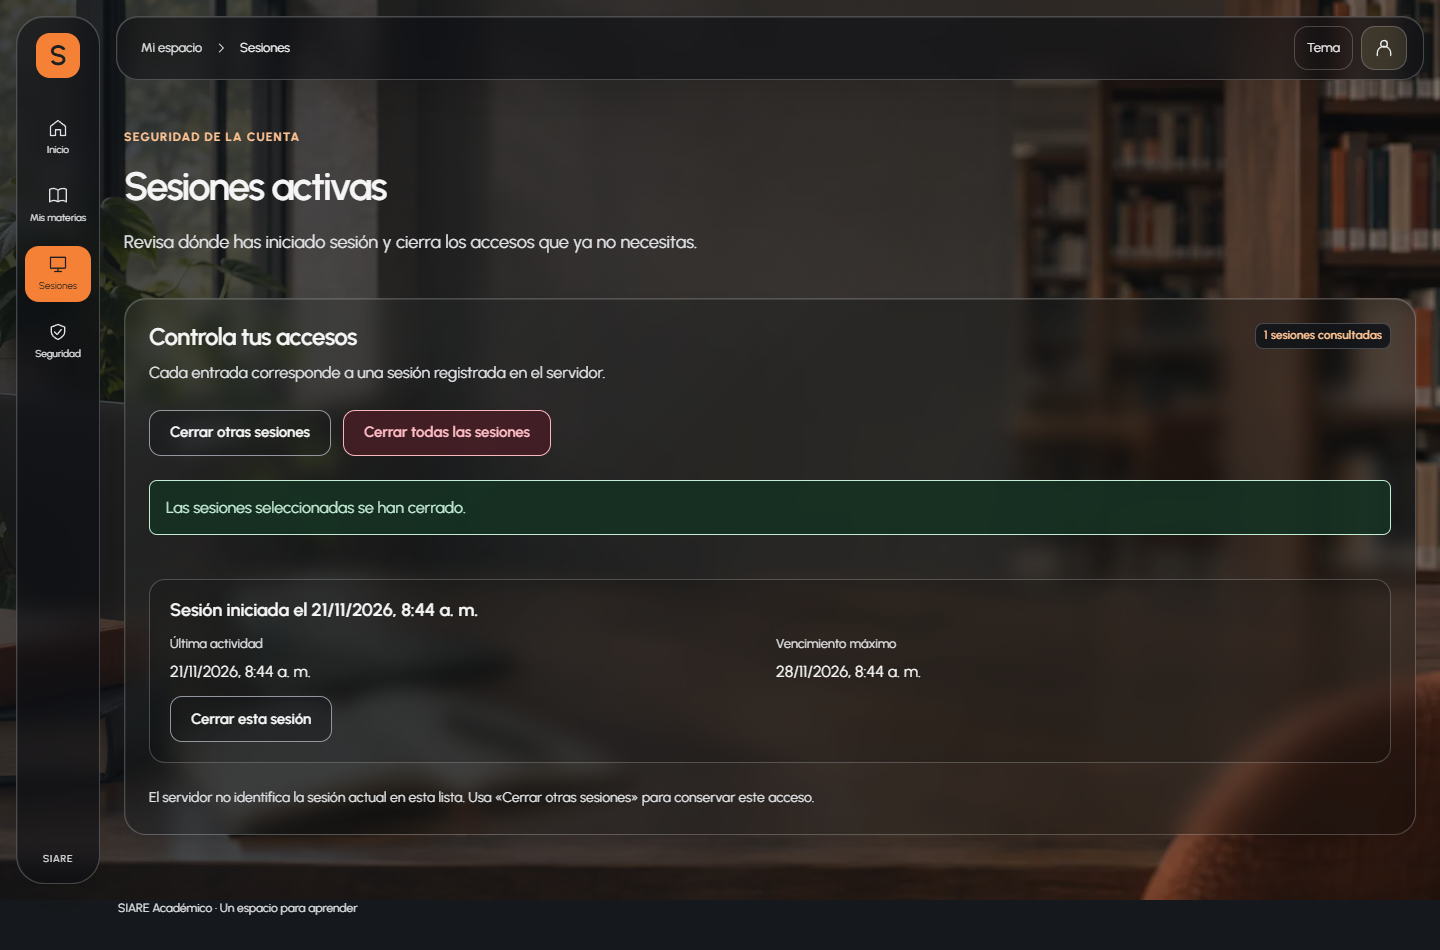 S
Mi espacio > Sesiones
Tema
Inicio
Mis materias
Sesiones
Seguridad
SIARE
SEGURIDAD DE LA CUENTA
Sesiones activas
Revisa dónde has iniciado sesión y cierra los accesos que ya no necesitas.
Controla tus accesos
1 sesiones consultadas
Cada entrada corresponde a una sesión registrada en el servidor.
Cerrar otras sesiones
Cerrar todas las sesiones
Las sesiones seleccionadas se han cerrado.
Sesión iniciada el 21/11/2026, 8:44 a. m.
Última actividad
21/11/2026, 8:44 a. m.
Vencimiento máximo
28/11/2026, 8:44 a. m.
Cerrar esta sesión
El servidor no identifica la sesión actual en esta lista. Usa «Cerrar otras sesiones» para conservar este acceso.
SIARE Académico · Un espacio para aprender